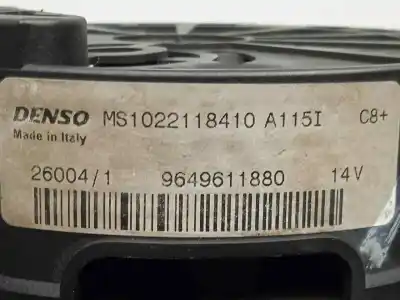 DENSO MS1022118410 A115I C8+
Made in Italy
26004/1 9649611880 14V